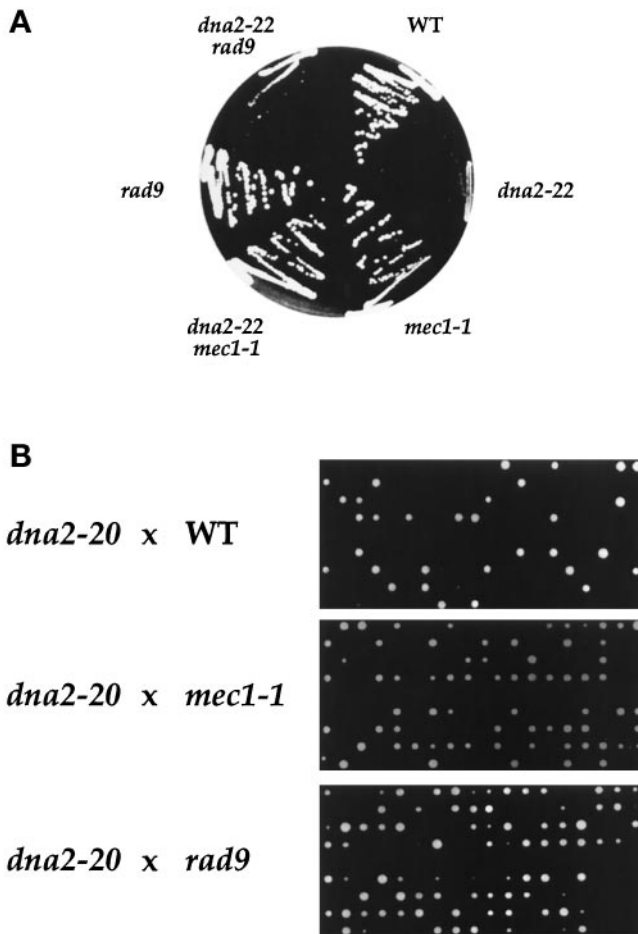 A
dna2-22
rad9
WT
rad9
dna2-22
dna2-22
mec1-1
mec1-1
B
dna2-20 x WT
dna2-20 x mec1-1
dna2-20 x rad9